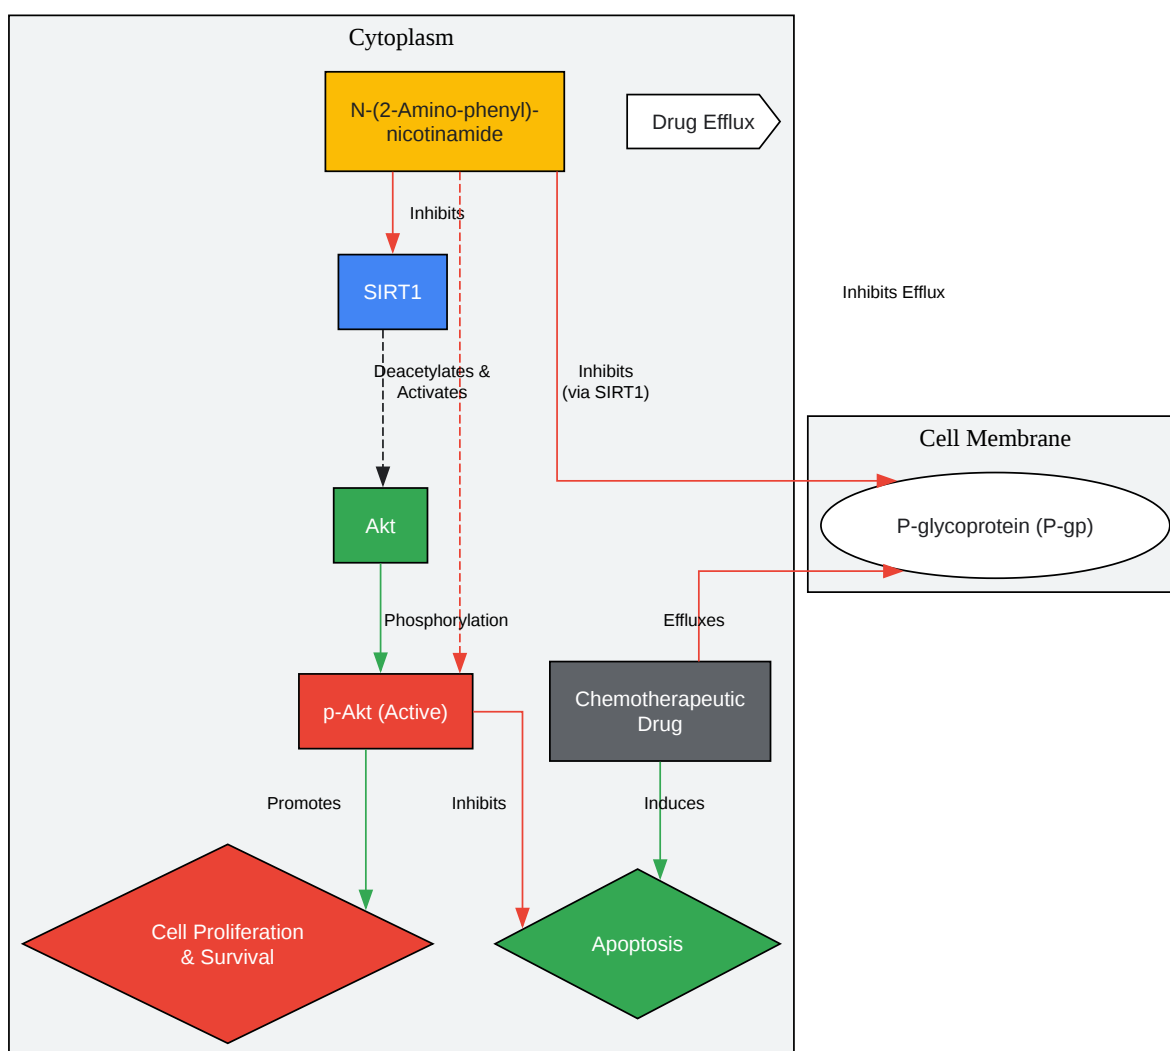 Cytoplasm
N-(2-Amino-phenyl)-
nicotinamide
Drug Efflux
Inhibits
SIRT1
Inhibits Efflux
Deacetylates &
Activates
Inhibits
(via SIRT1)
Cell Membrane
P-glycoprotein (P-gp)
Akt
Phosphorylation
Effluxes
p-Akt (Active)
Chemotherapeutic
Drug
Promotes
Inhibits
Induces
Cell Proliferation
& Survival
Apoptosis